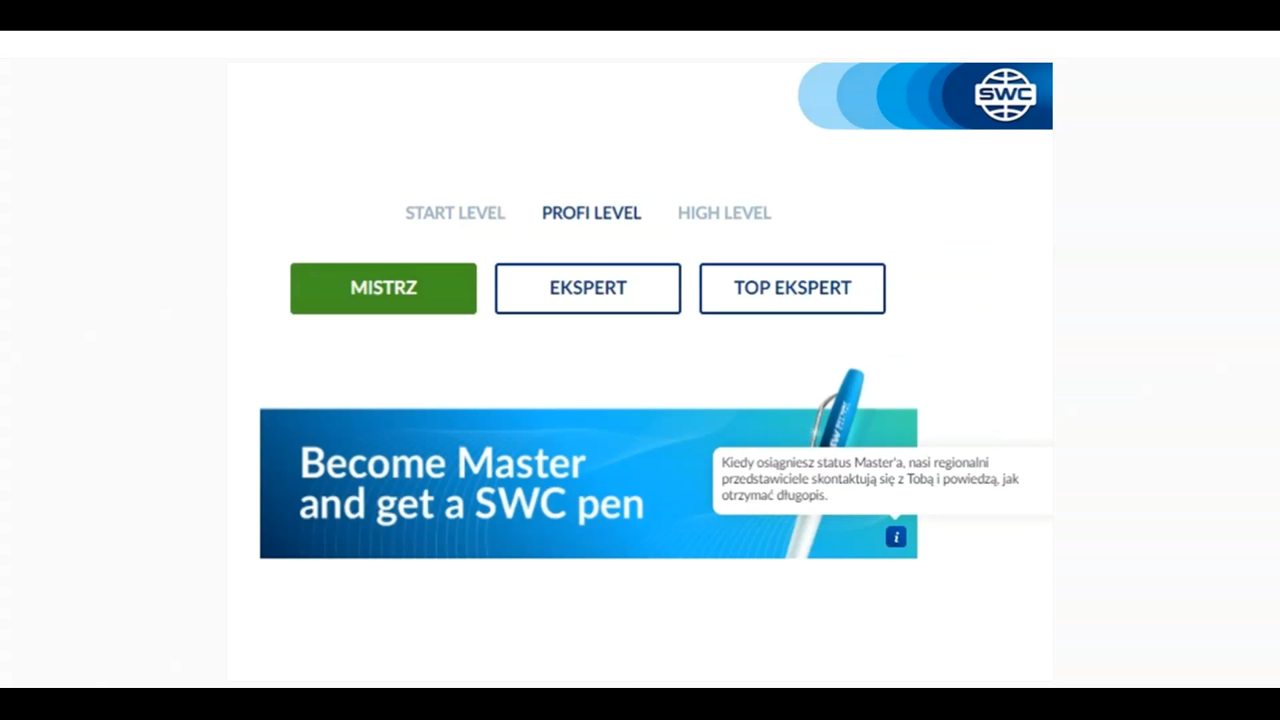 SWC
START LEVEL PROFI LEVEL HIGH LEVEL
MISTRZ EKSPERT TOP EKSPERT
Become Master
and get a SWC pen
Kiedy osiągniesz status Master'a, nasi regionalni
przedstawiciele skontaktują się z Tobą i powiedzą, jak
otrzymać długopis.
i